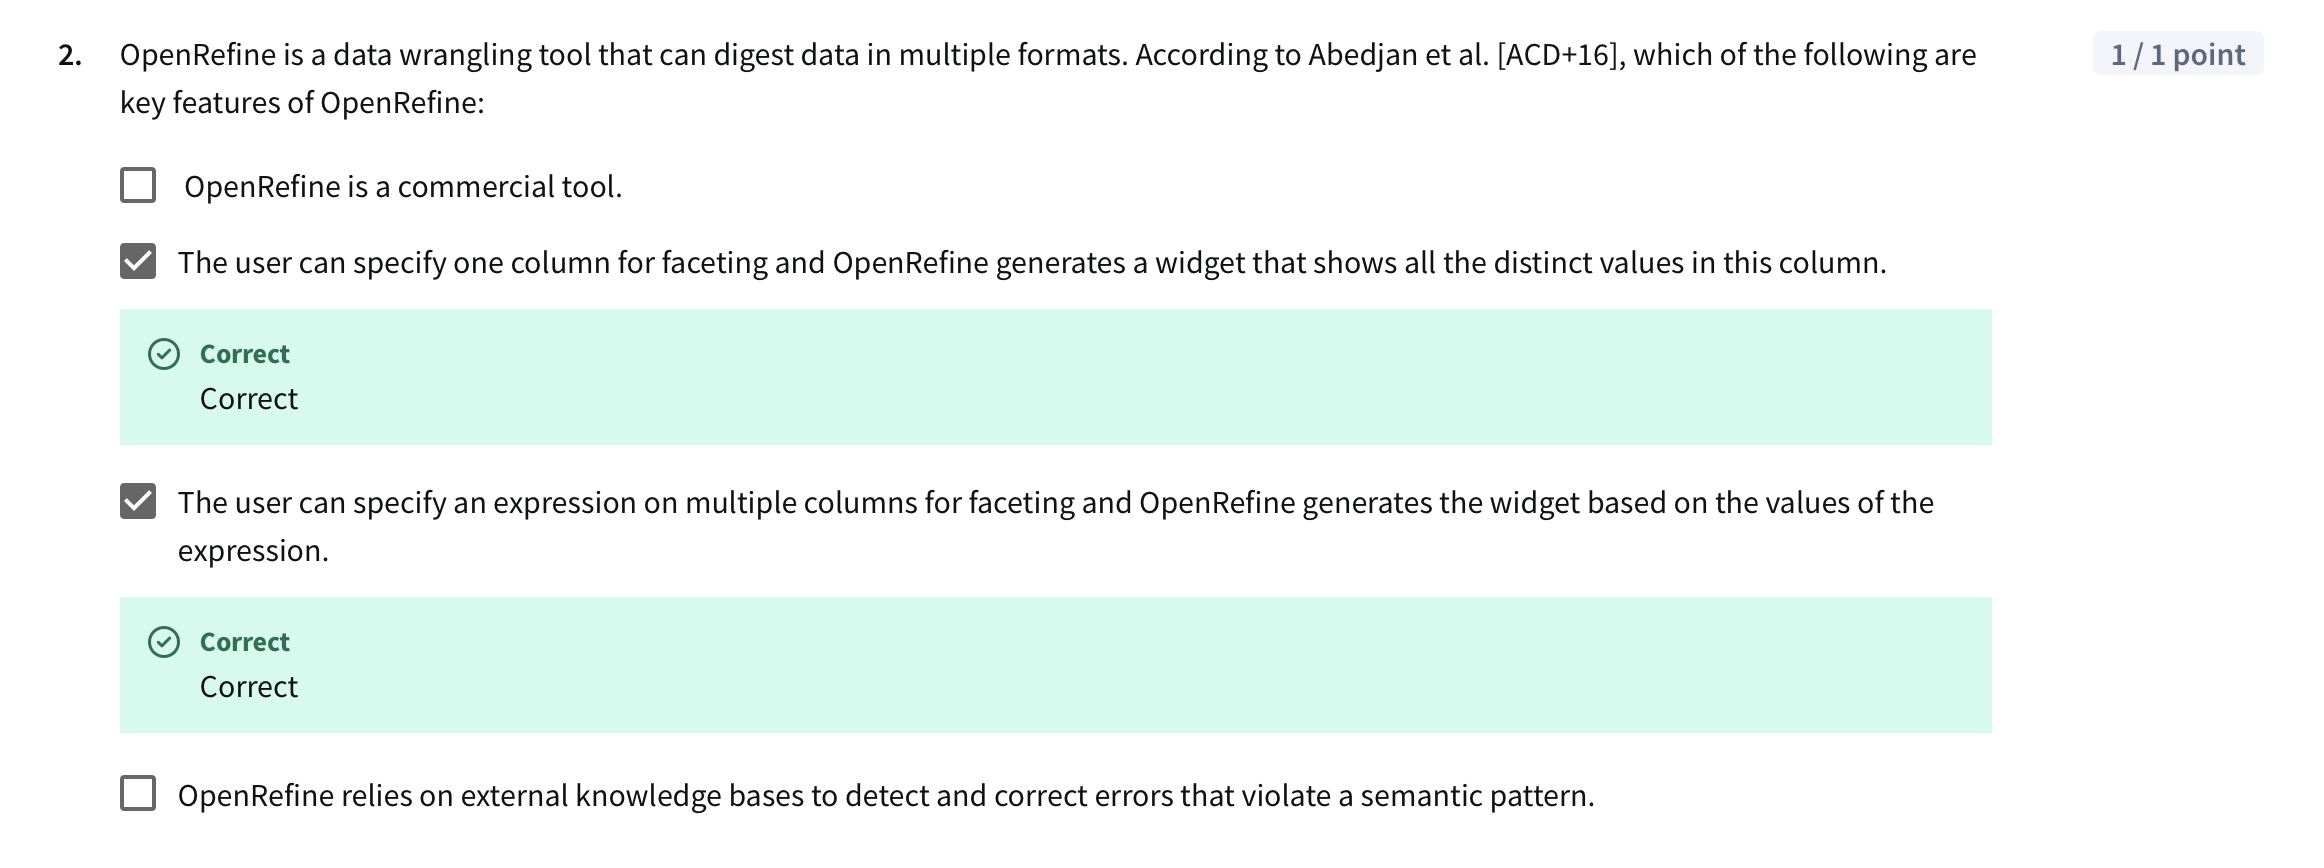 2. OpenRefine is a data wrangling tool that can digest data in multiple formats. According to Abedjan et al. [ACD+16], which of the following are
key features of OpenRefine:
1 / 1 point
OpenRefine is a commercial tool.
The user can specify one column for faceting and OpenRefine generates a widget that shows all the distinct values in this column.
Correct
Correct
The user can specify an expression on multiple columns for faceting and OpenRefine generates the widget based on the values of the
expression.
Correct
Correct
OpenRefine relies on external knowledge bases to detect and correct errors that violate a semantic pattern.